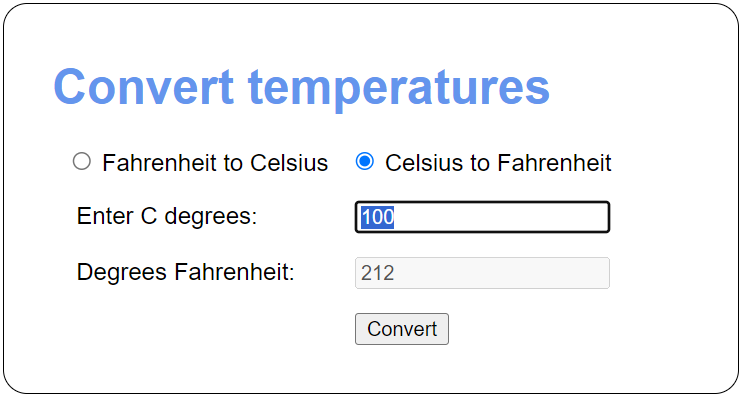 Convert temperatures
Fahrenheit to Celsius Celsius to Fahrenheit
Enter C degrees: 100
Degrees Fahrenheit: 212
Convert